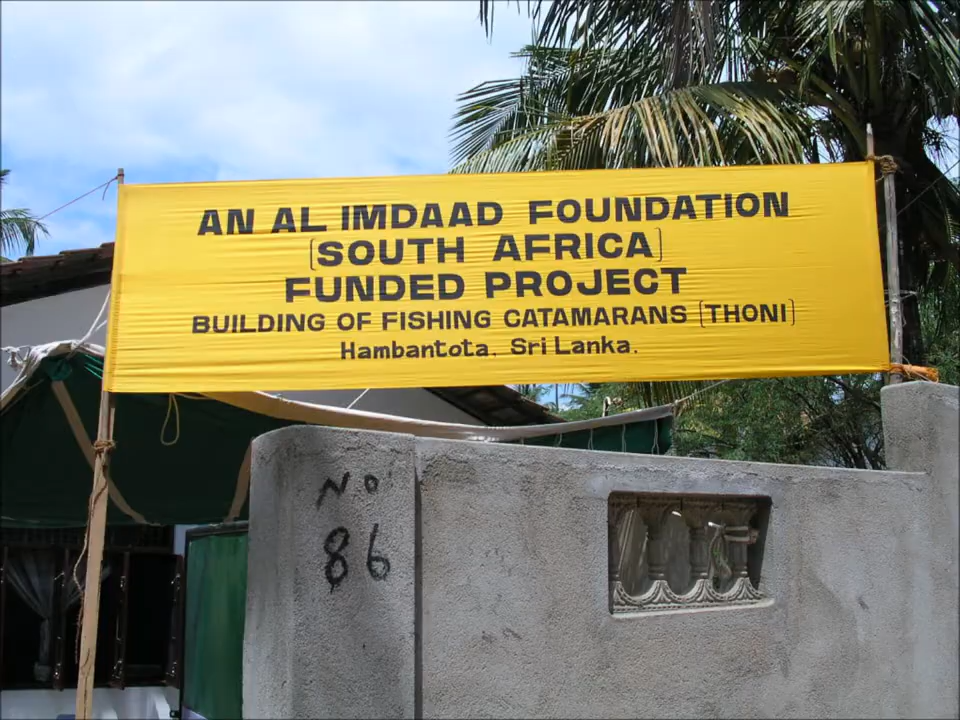 AN AL IMDAAD FOUNDATION
(SOUTH AFRICA)
FUNDED PROJECT
BUILDING OF FISHING CATAMARANS (THONI)
Hambantota, Sri Lanka.
No
86